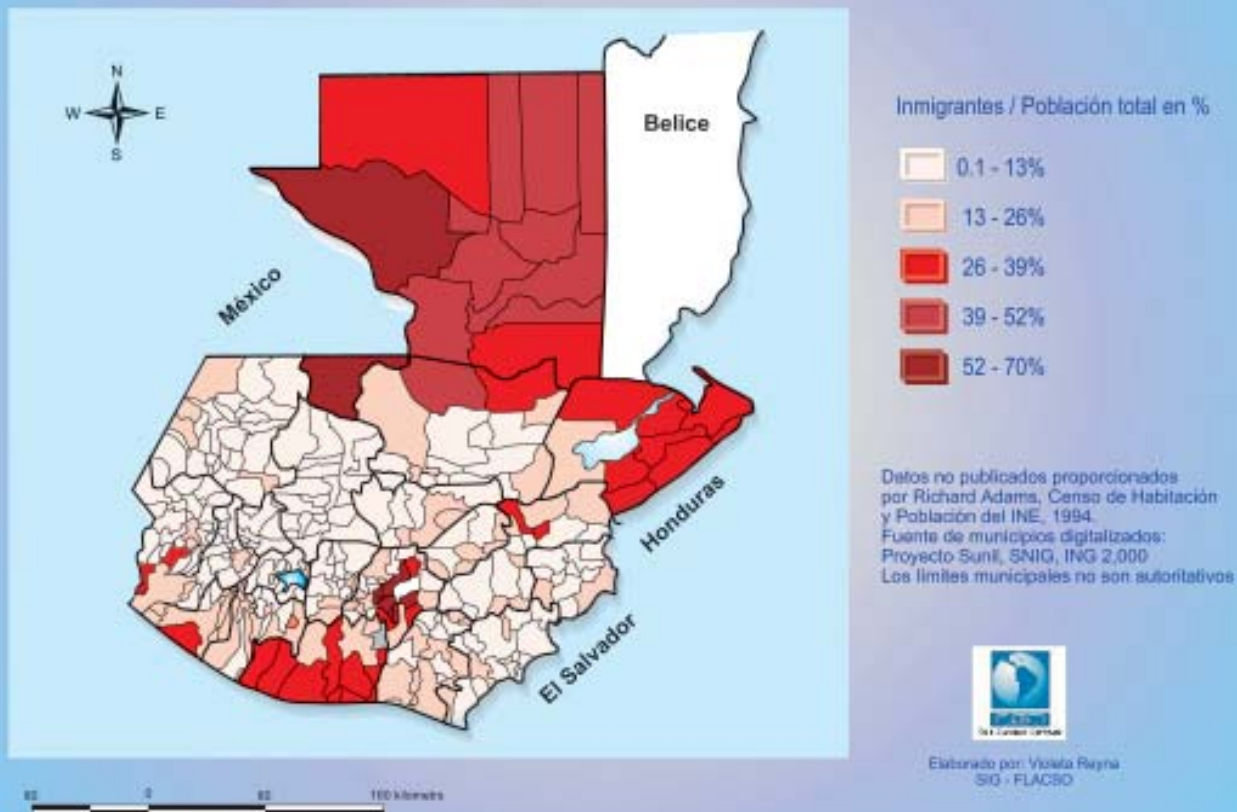 N
W E
S
Belice
México
Honduras
El Salvador
Inmigrantes / Población total en %
0.1 - 13%
13 - 26%
26 - 39%
39 - 52%
52 - 70%
Datos no publicados proporcionados
por Richard Adams, Censo de Habitación
y Población del INE, 1994.
Fuente de municipios digitalizados:
Proyecto Sunil, SNIG, ING 2,000
Los límites municipales no son autoritativos
Elaborado por: Violeta Reyna
SIG - FLACSO
0